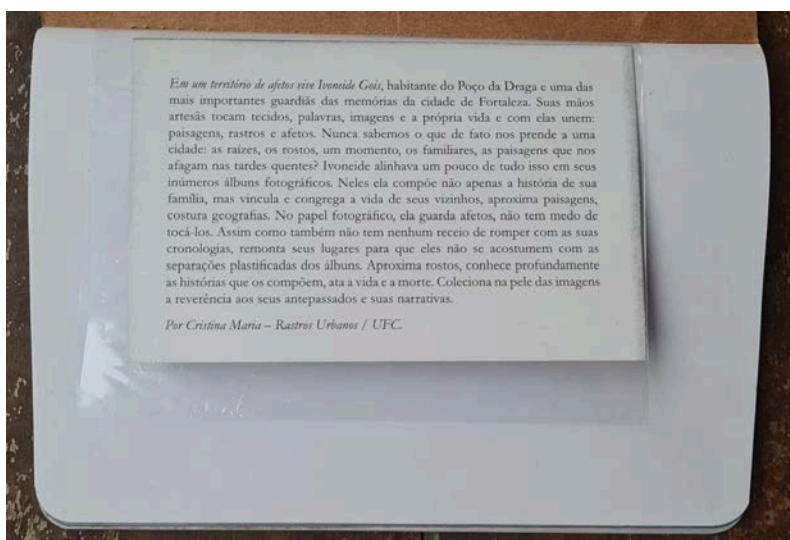 Em um território de afetos vive Ivoneide Gois, habitante do Poço da Draga e uma das
mais importantes guardiãs das memórias da cidade de Fortaleza. Suas mãos
artesãs tocam tecidos, palavras, imagens e a própria vida e com elas unem:
paisagens, rastros e afetos. Nunca sabemos o que de fato nos prende a uma
cidade: as raízes, os rostos, um momento, os familiares, as paisagens que nos
afagam nas tardes quentes? Ivoneide alinhava um pouco de tudo isso em seus
inúmeros álbuns fotográficos. Neles ela compõe não apenas a história de sua
família, mas vincula e congrega a vida de seus vizinhos, aproxima paisagens,
costura geografias. No papel fotográfico, ela guarda afetos, não tem medo de
tocá-los. Assim como também não tem nenhum receio de romper com as suas
cronologias, remonta seus lugares para que eles não se acostumem com as
separações plastificadas dos álbuns. Aproxima rostos, conhece profundamente
as histórias que os compõem, ata a vida e a morte. Coleciona na pele das imagens
a reverência aos seus antepassados e suas narrativas.
Por Cristina Maria – Rastros Urbanos / UFC.